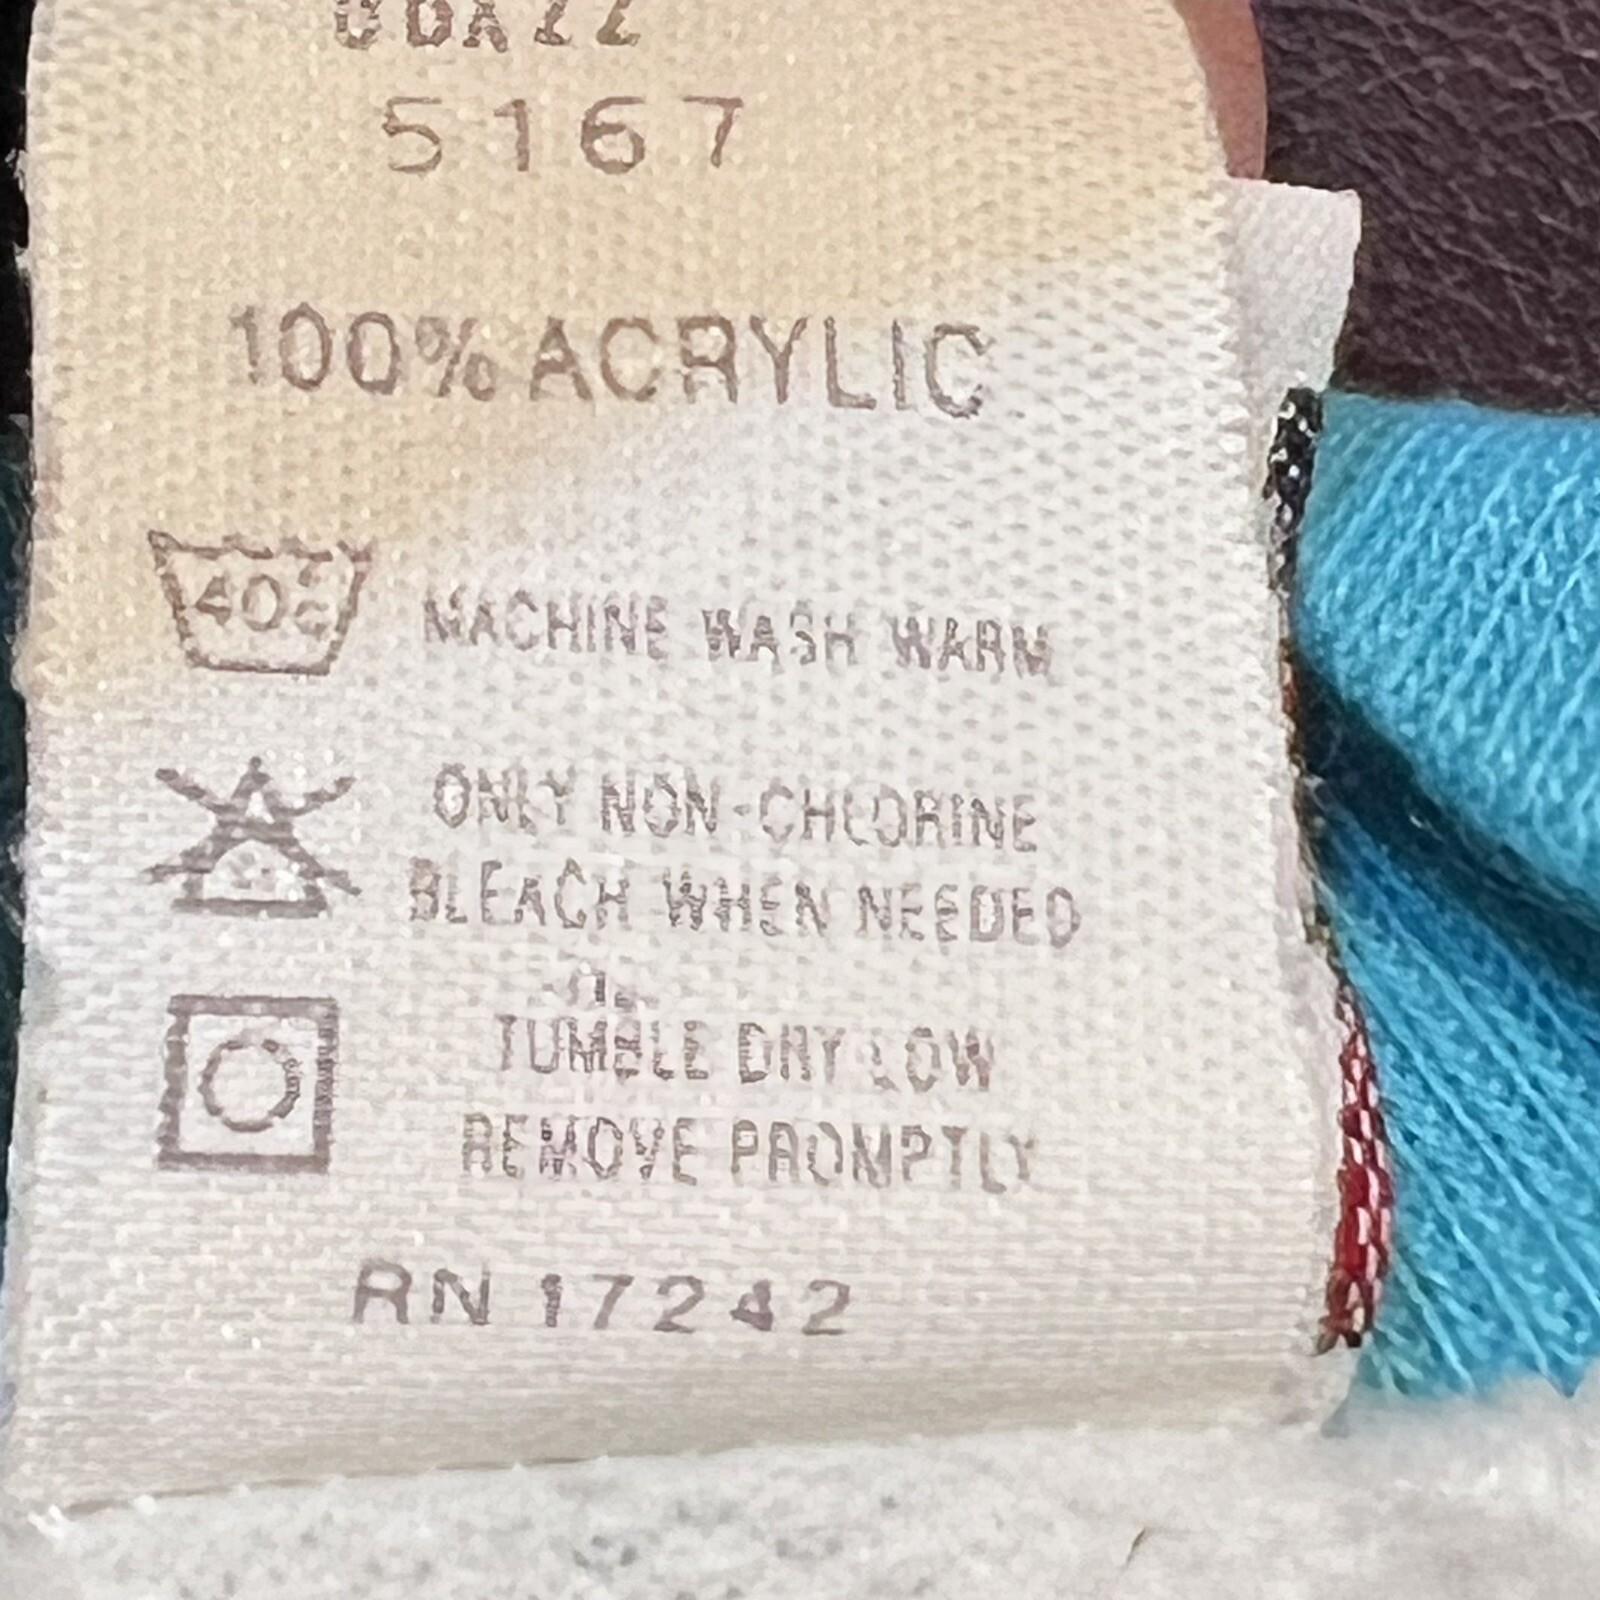 5167
100% ACRYLIC
40°C
MACHINE WASH WARM
ONLY NON-CHLORINE
BLEACH WHEN NEEDED
TUMBLE DRY LOW
REMOVE PROMPTLY
RN 17242